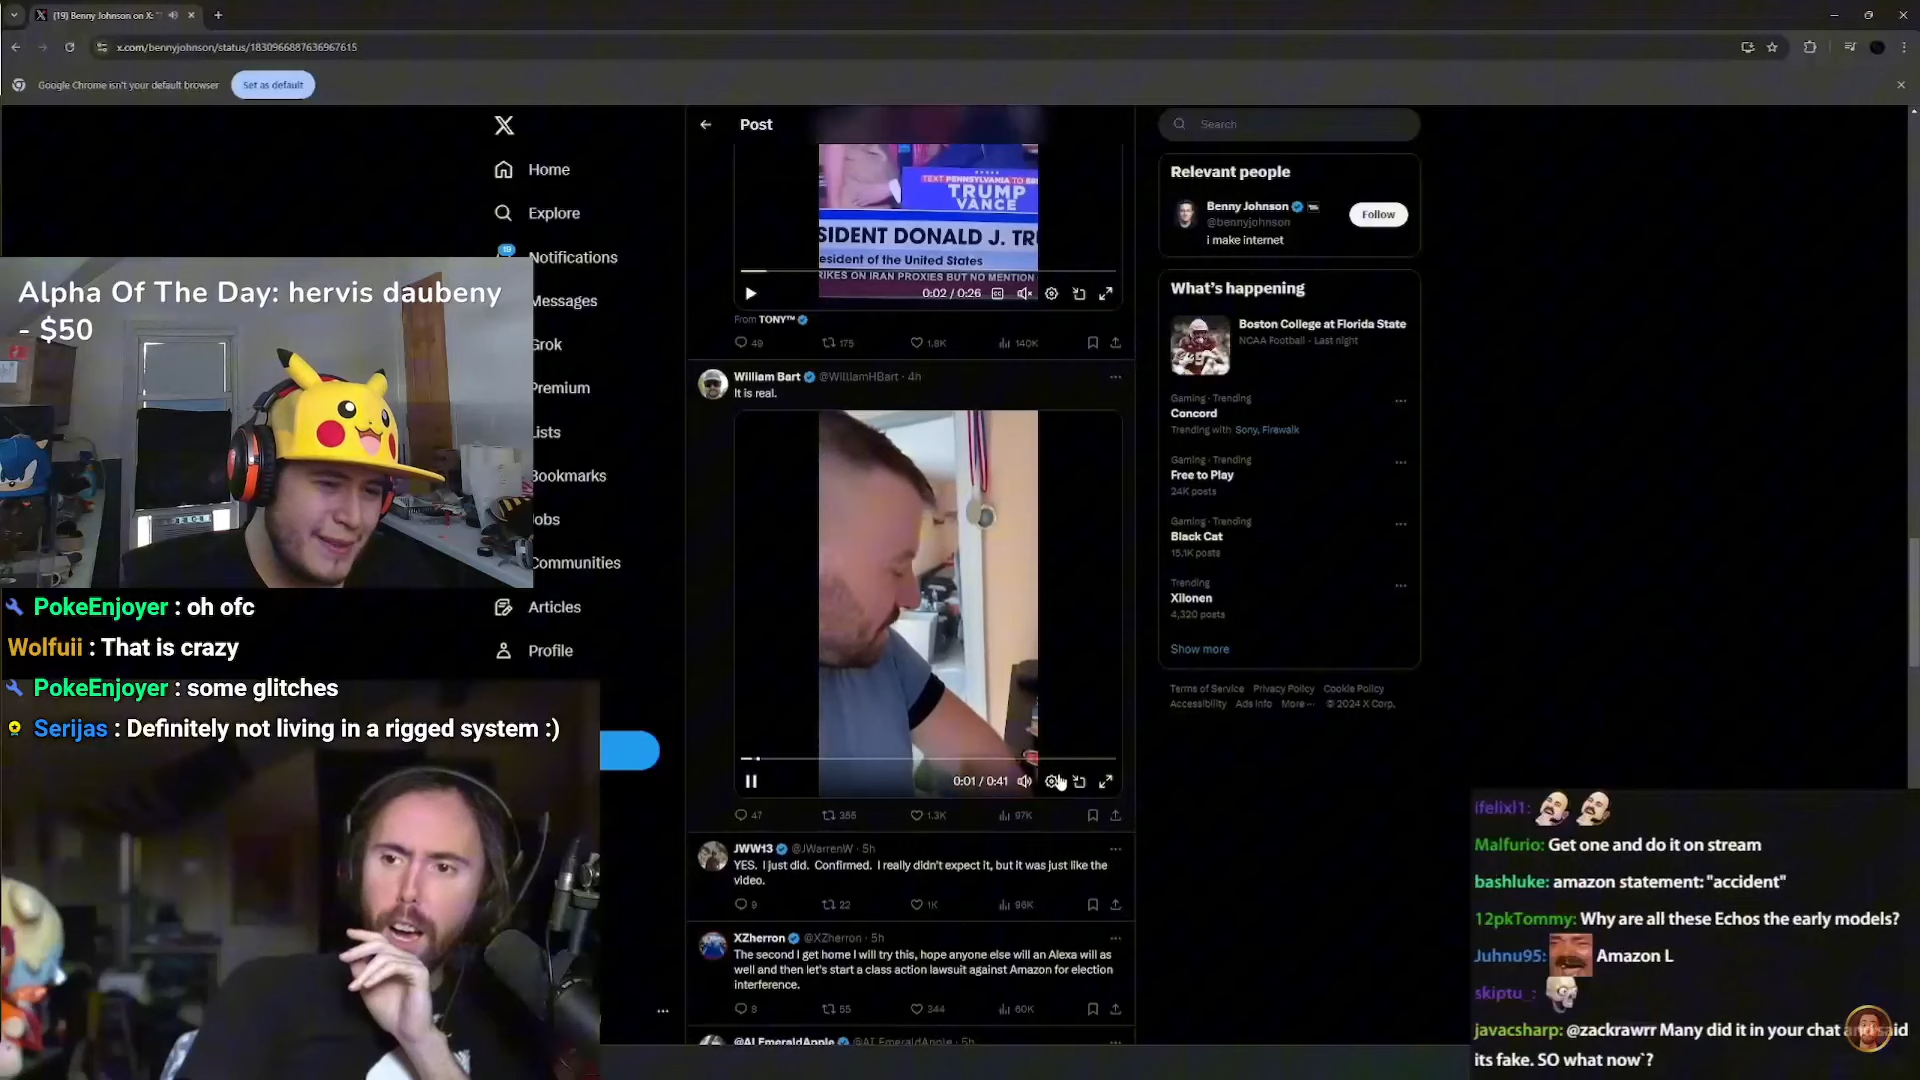 (19) Benny Johnson on X: "
x.com/bennyjohnson/status/1830966887636967615
Google Chrome isn't your default browser
Set as default
Post
Search
Home
Explore
19
Notifications
Messages
Grok
Premium
Lists
Bookmarks
Jobs
Communities
Articles
Profile
Alpha Of The Day: hervis daubeny
- $50
PokeEnjoyer : oh ofc
Wolfuii : That is crazy
PokeEnjoyer : some glitches
Serijas : Definitely not living in a rigged system :)
TEXT PENNSYLVANIA TO
TRUMP
VANCE
SIDENT DONALD J. TR
esident of the United States
RIKES ON IRAN PROXIES BUT NO MENTION
0:02 / 0:26
From TONY™
49
175
1.8K
140K
William Bart @WilliamHBart · 4h
It is real.
0:01 / 0:41
47
355
1.3K
97K
JWW13 @JWarrenW · 5h
YES. I just did. Confirmed. I really didn't expect it, but it was just like the
video.
9
22
1K
96K
XZherron @XZherron · 5h
The second I get home I will try this, hope anyone else will an Alexa will as
well and then let's start a class action lawsuit against Amazon for election
interference.
8
55
344
60K
@AI_EmeraldApple @AI_EmeraldApple · 5h
Relevant people
Benny Johnson
@bennyjohnson
i make internet
Follow
What's happening
Boston College at Florida State
NCAA Football · Last night
Gaming · Trending
Concord
Trending with Sony, Firewalk
Gaming · Trending
Free to Play
24K posts
Gaming · Trending
Black Cat
15.1K posts
Trending
Xilonen
4,320 posts
Show more
Terms of Service Privacy Policy Cookie Policy
Accessibility Ads info More ··· © 2024 X Corp.
ifelixl1:
Malfurio: Get one and do it on stream
bashluke: amazon statement: "accident"
12pkTommy: Why are all these Echos the early models?
Juhnu95: Amazon L
skiptu_:
javacsharp: @zackrawrr Many did it in your chat and said
its fake. SO what now`?